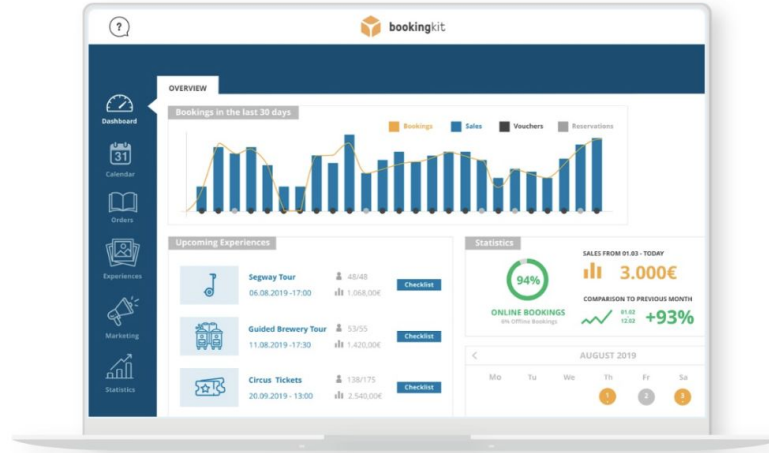 ?
bookingkit
OVERVIEW
Bookings in the last 30 days
Bookings
Sales
Vouchers
Reservations
Dashboard
31
Calendar
Orders
Experiences
Marketing
Statistics
Upcoming Experiences
Segway Tour
06.08.2019 -17:00
48/48
1.068,00€
Checklist
Guided Brewery Tour
11.08.2019 -17:30
53/55
1.420,00€
Checklist
Circus Tickets
20.09.2019 - 13:00
138/175
2.540,00€
Checklist
Statistics
94%
ONLINE BOOKINGS
6% Offline Bookings
SALES FROM 01.03 - TODAY
3.000€
COMPARISON TO PREVIOUS MONTH
01.02
12.02
+93%
AUGUST 2019
Mo Tu We Th Fr Sa
1 2 3